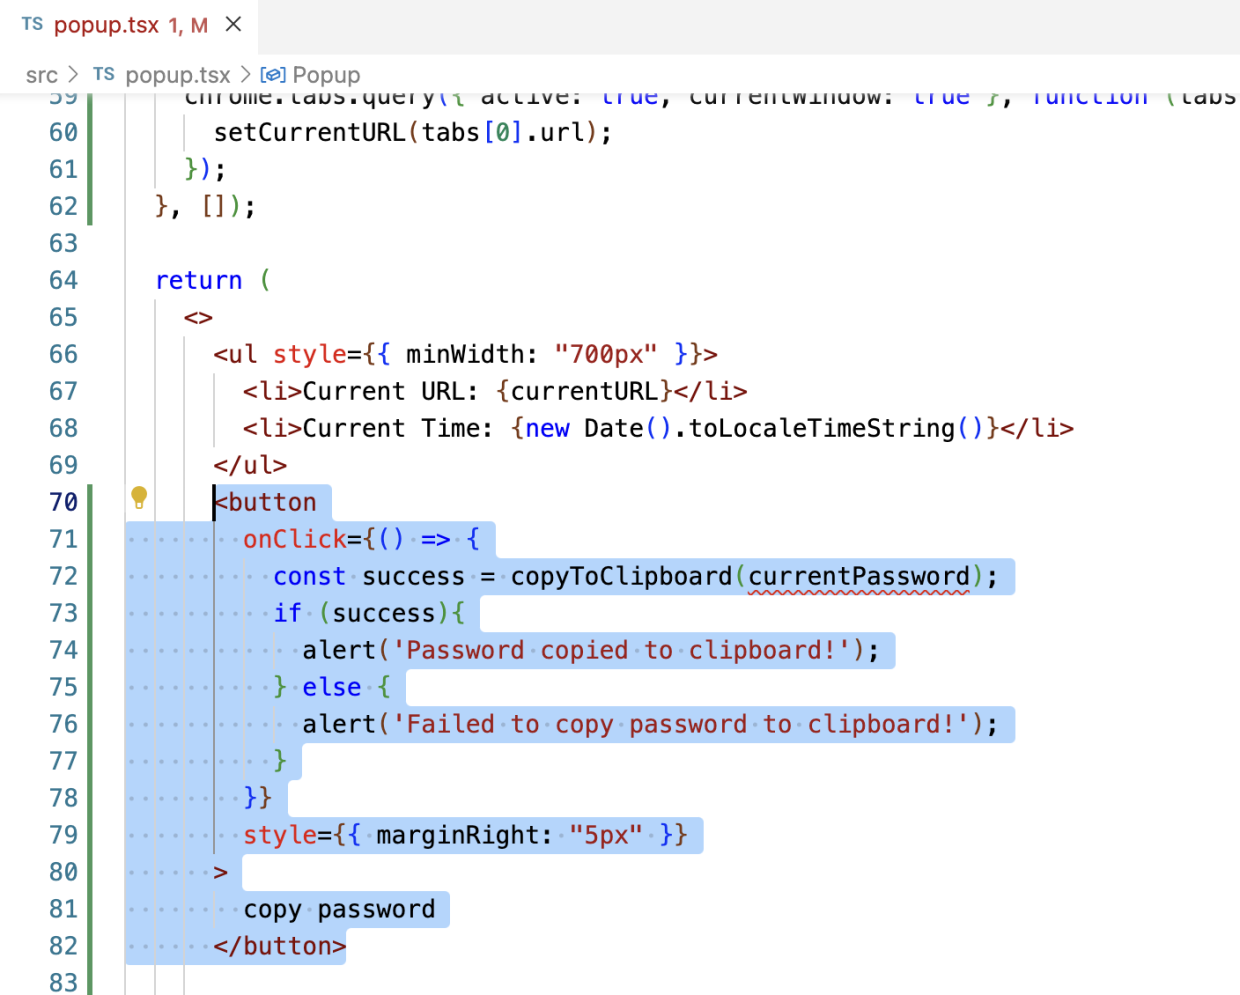 TS popup.tsx 1, M ×
src > TS popup.tsx > Popup
59 chrome.tabs.query({ active: true, currentWindow: true }, function (tabs
60 setCurrentURL(tabs[0].url);
61 });
62 }, []);
63
64 return (
65 <>
66 <ul style={{ minWidth: "700px" }}>
67 <li>Current URL: {currentURL}</li>
68 <li>Current Time: {new Date().toLocaleTimeString()}</li>
69 </ul>
70 <button
71 onClick={() => {
72 const success = copyToClipboard(currentPassword);
73 if (success){
74 alert('Password copied to clipboard!');
75 } else {
76 alert('Failed to copy password to clipboard!');
77 }
78 }}
79 style={{ marginRight: "5px" }}
80 >
81 copy password
82 </button>
83